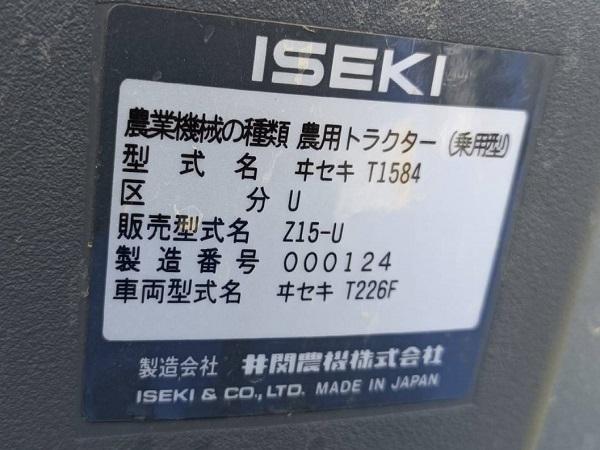 ISEKI
農業機械の種類 農用トラクター (乗用型)
型式名 ヰセキ T1584
区分 U
販売型式名 Z15-U
製造番号 000124
車両型式名 ヰセキ T226F
製造会社 井関農機株式会社
ISEKI & CO., LTD. MADE IN JAPAN